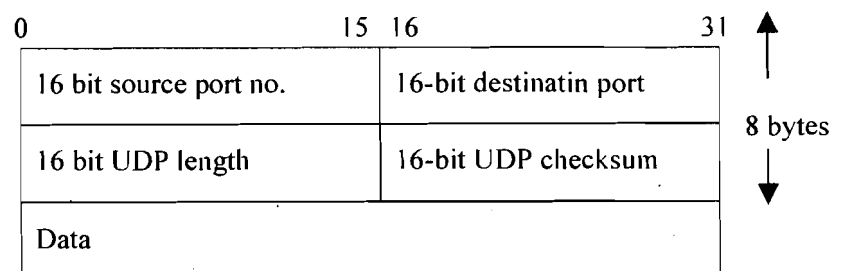 0 15 16 31
16 bit source port no. 16-bit destinatin port
8 bytes
16 bit UDP length 16-bit UDP checksum
Data